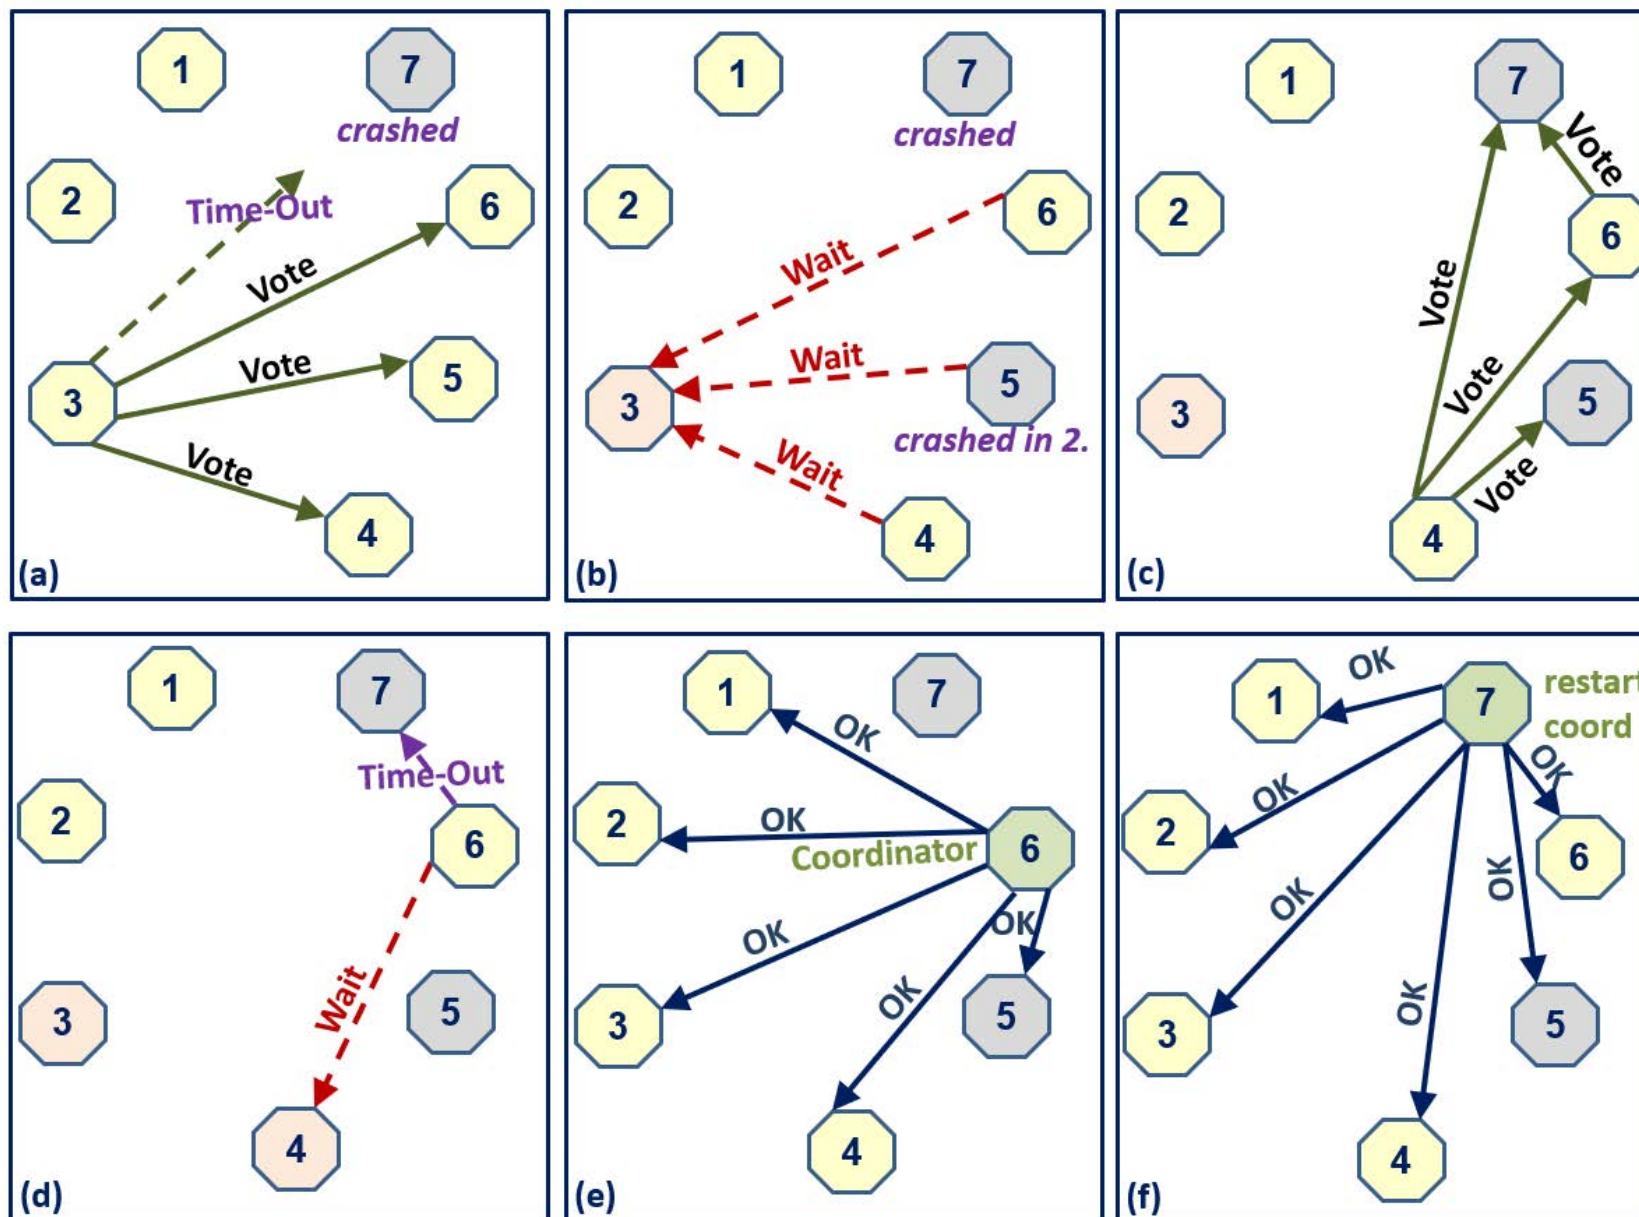 1
7
crashed
2
Time-Out
6
Vote
Vote
5
3
Vote
4
(a)
1
7
crashed
2
6
Wait
Wait
5
3
crashed in 2.
Wait
4
(b)
1
7
Vote
2
6
Vote
Vote
5
3
Vote
4
(c)
1
7
Time-Out
2
6
Wait
5
3
4
(d)
1
7
OK
2
OK
Coordinator
6
OK
OK
OK
5
3
4
(e)
OK
1
7
restart
coord
OK
OK
2
6
OK
OK
OK
5
3
4
(f)